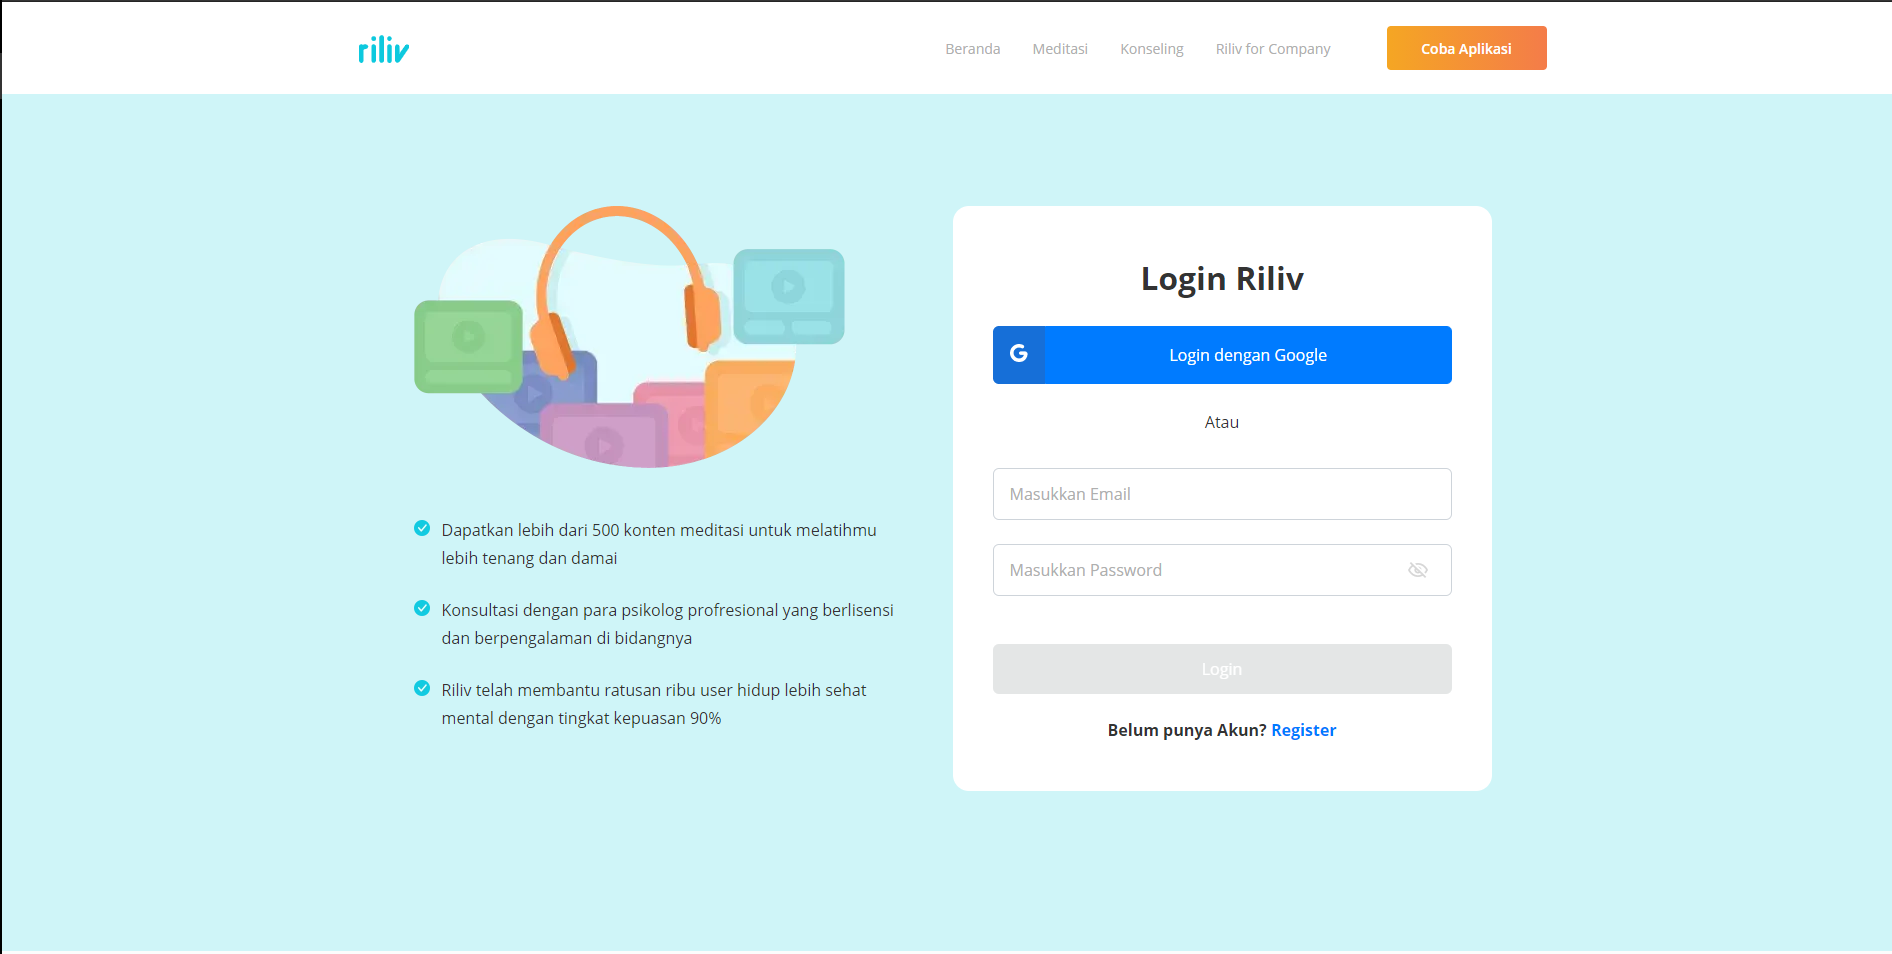 riliv
Beranda Meditasi Konseling Riliv for Company Coba Aplikasi
Dapatkan lebih dari 500 konten meditasi untuk melatihmu
lebih tenang dan damai
Konsultasi dengan para psikolog profresional yang berlisensi
dan berpengalaman di bidangnya
Riliv telah membantu ratusan ribu user hidup lebih sehat
mental dengan tingkat kepuasan 90%
Login Riliv
G Login dengan Google
Atau
Masukkan Email
Masukkan Password
Login
Belum punya Akun? Register